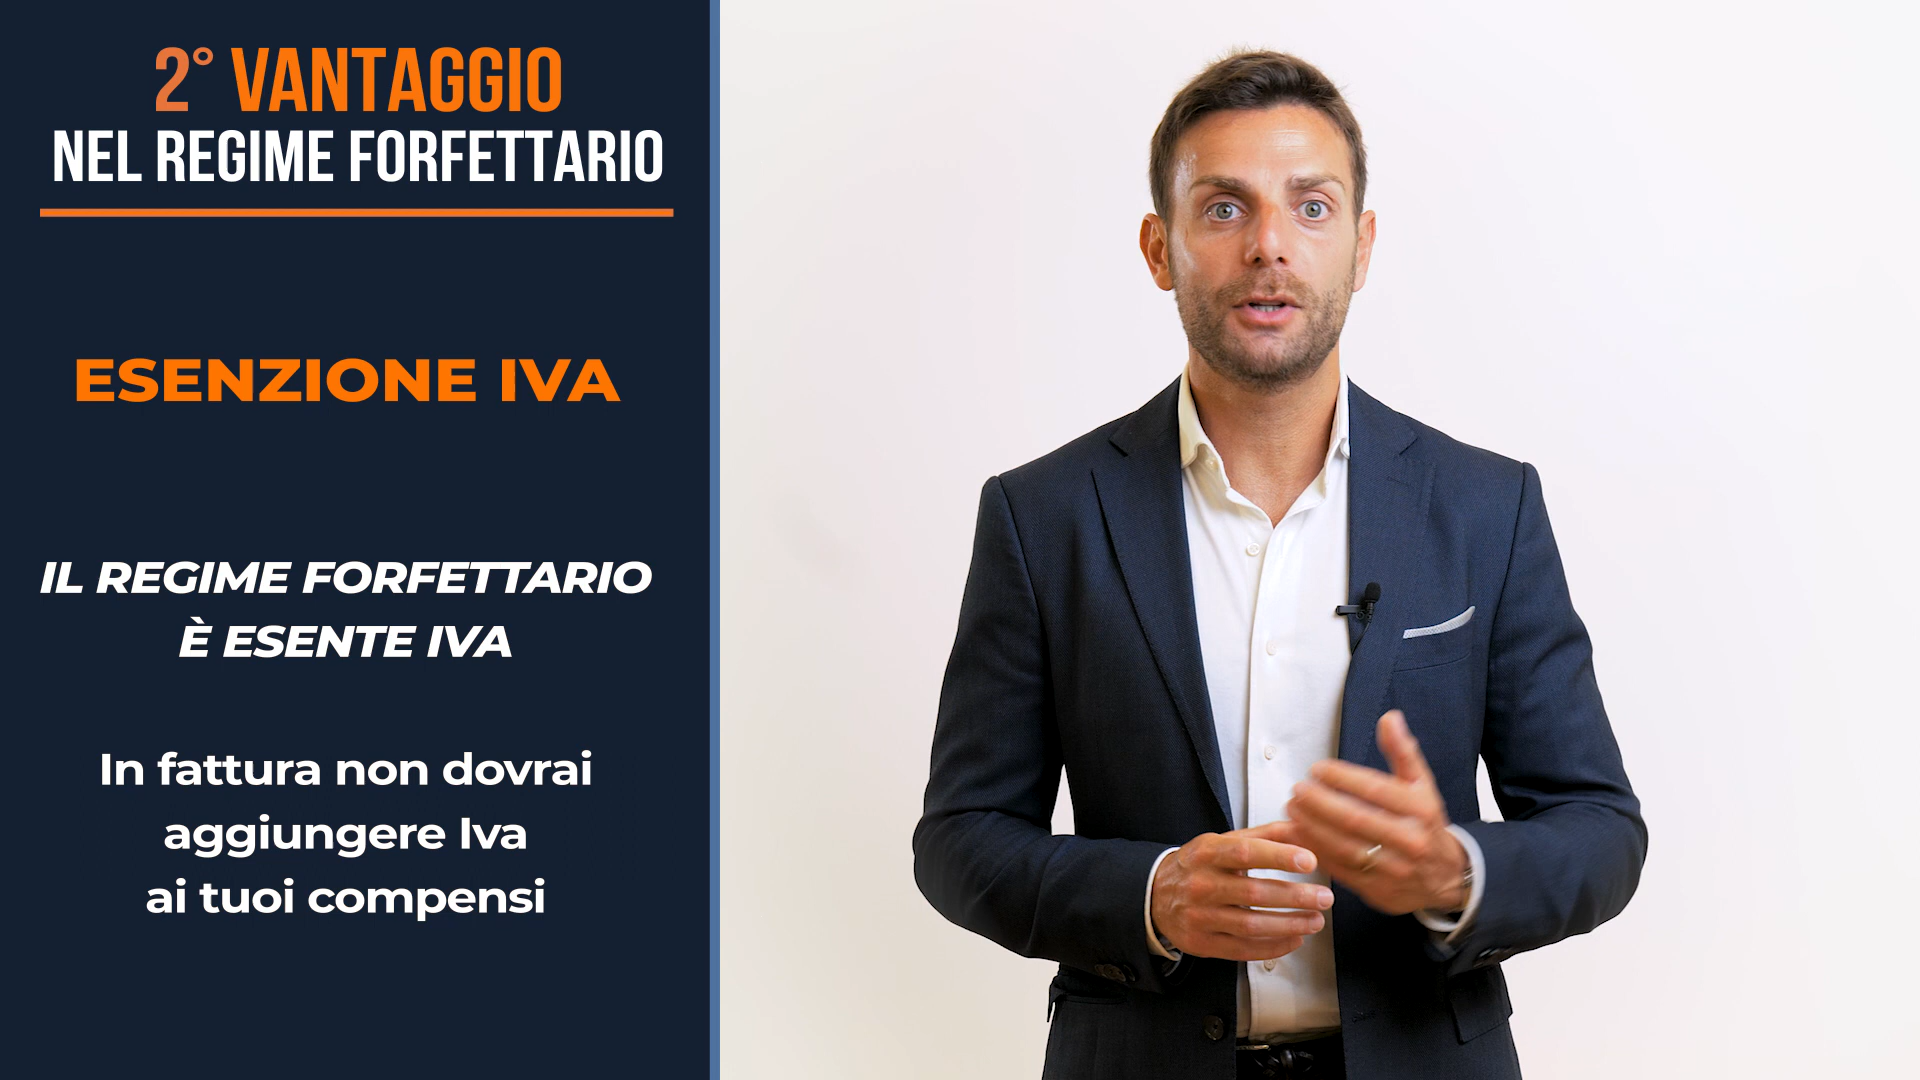 2° VANTAGGIO
NEL REGIME FORFETTARIO
ESENZIONE IVA
IL REGIME FORFETTARIO
È ESENTE IVA
In fattura non dovrai
aggiungere Iva
ai tuoi compensi